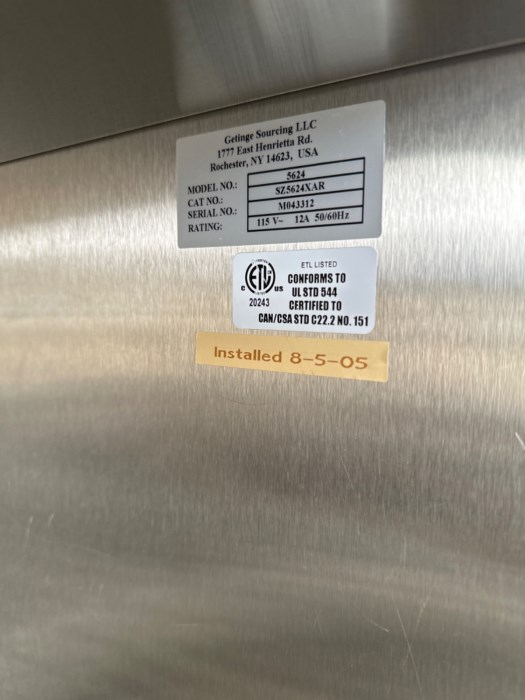 Getinge Sourcing LLC
1777 East Henrietta Rd.
Rochester, NY 14623, USA
MODEL NO.: 5624
CAT NO.: SZ5624XAR
SERIAL NO.: M043312
RATING: 115 V~ 12A 50/60Hz
ETL LISTED
CONFORMS TO
UL STD 544
CERTIFIED TO
CAN/CSA STD C22.2 NO. 151
C ETL US
20243
Installed 8-5-05